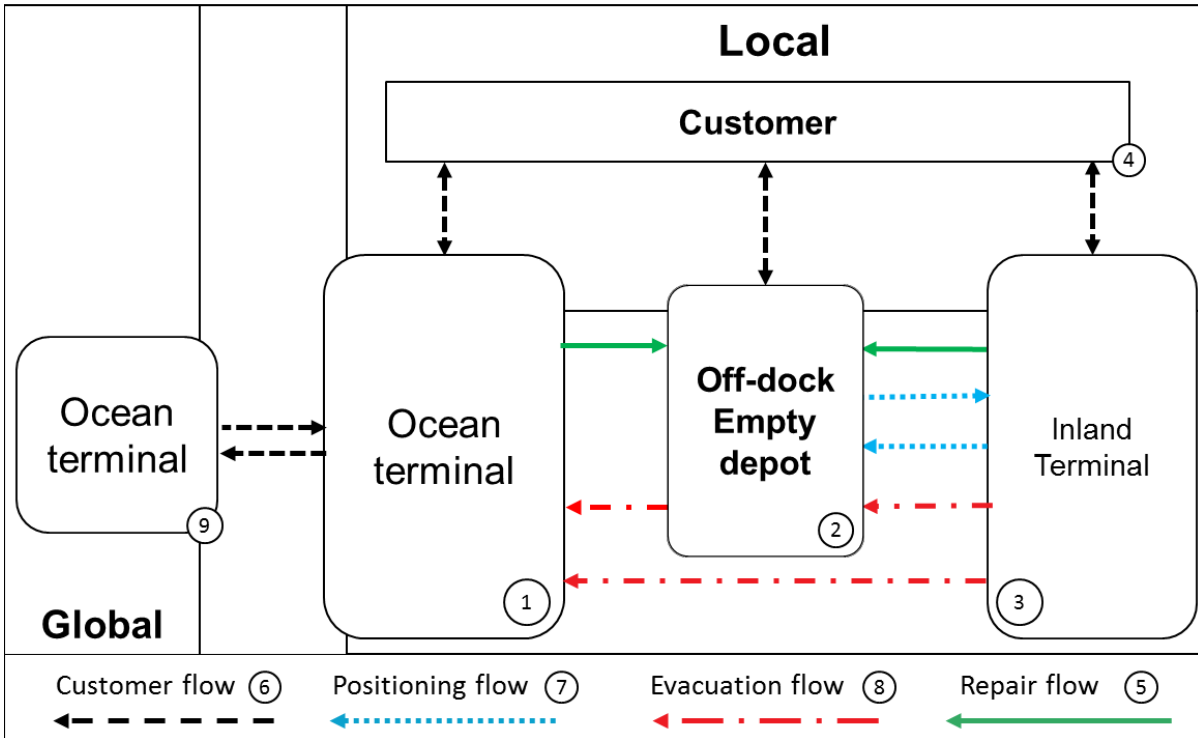 Local
Customer
4
Ocean
terminal
9
Ocean
terminal
1
Off-dock
Empty
depot
2
Inland
Terminal
3
Global
Customer flow 6
Positioning flow 7
Evacuation flow 8
Repair flow 5